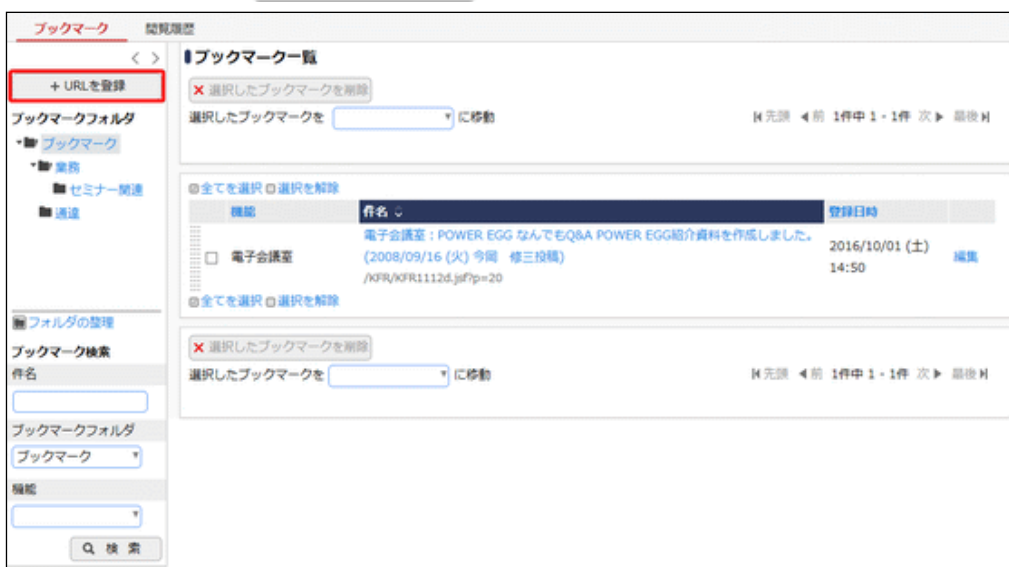 ブックマーク 閲覧履歴
+ URLを登録
ブックマークフォルダ
ブックマーク
業務
セミナー関連
通達
フォルダの整理
ブックマーク検索
件名
ブックマークフォルダ
ブックマーク
機能
検 索
ブックマーク一覧
選択したブックマークを削除
選択したブックマークを に移動 先頭 前 1件中 1 - 1件 次 最後
全てを選択 選択を解除
機能 件名 登録日時
電子会議室 電子会議室:POWER EGG なんでもQ&A POWER EGG紹介資料を作成しました。
(2008/09/16 (火) 今岡 修三投稿)
/KFR/KFR1112d.jsf?p=20
2016/10/01 (土)
14:50
編集
全てを選択 選択を解除
選択したブックマークを削除
選択したブックマークを に移動 先頭 前 1件中 1 - 1件 次 最後